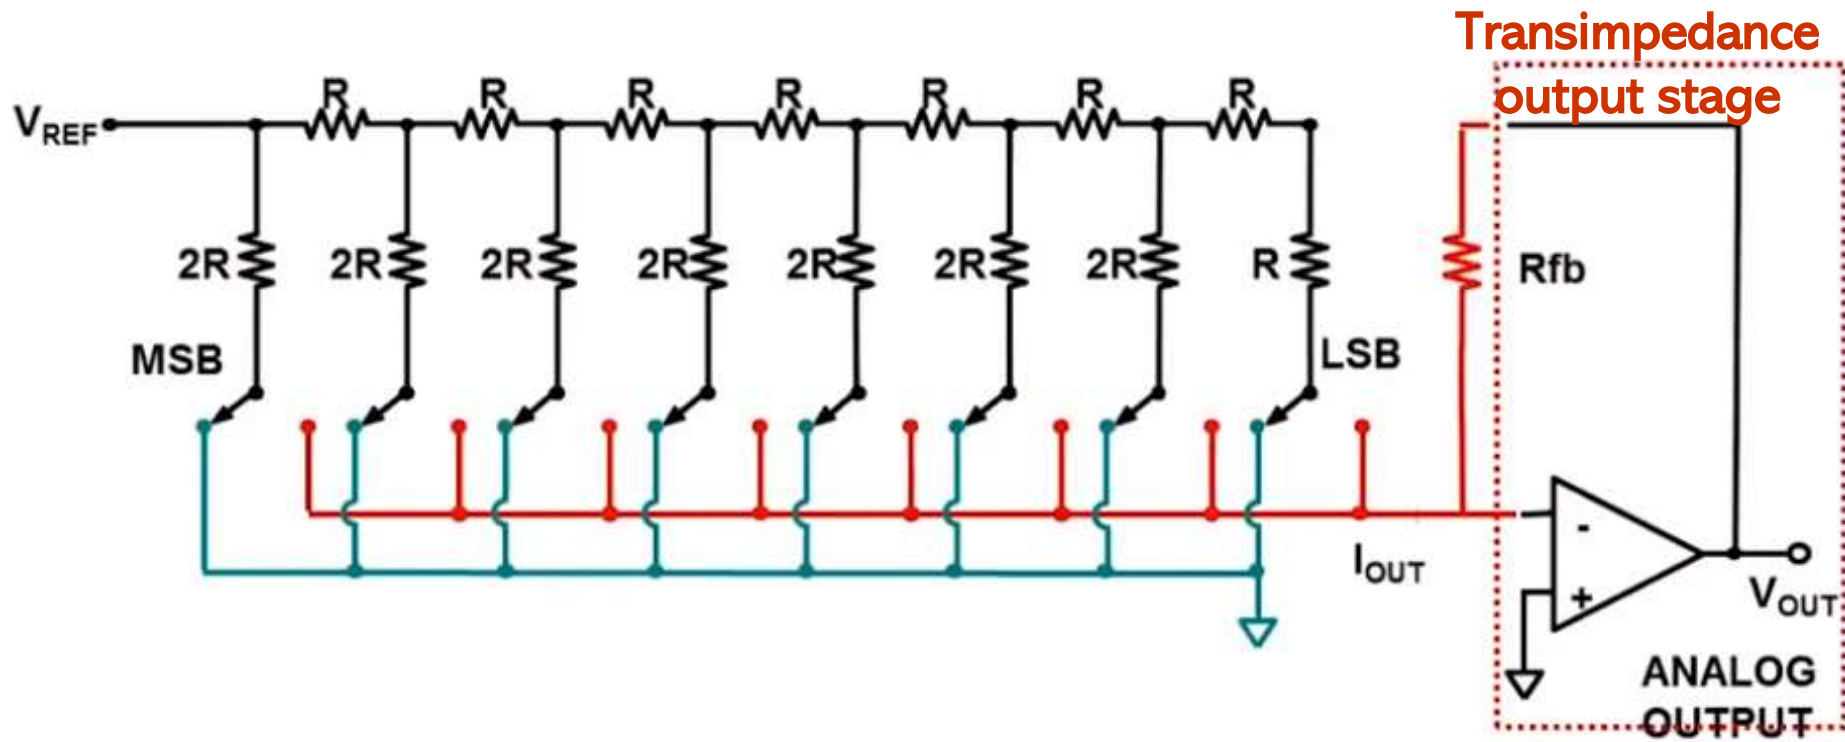 Transimpedance
output stage
R R R R R R R
VREF
2R 2R 2R 2R 2R 2R 2R R Rfb
MSB LSB
-
+
IOUT
VOUT
ANALOG
OUTPUT